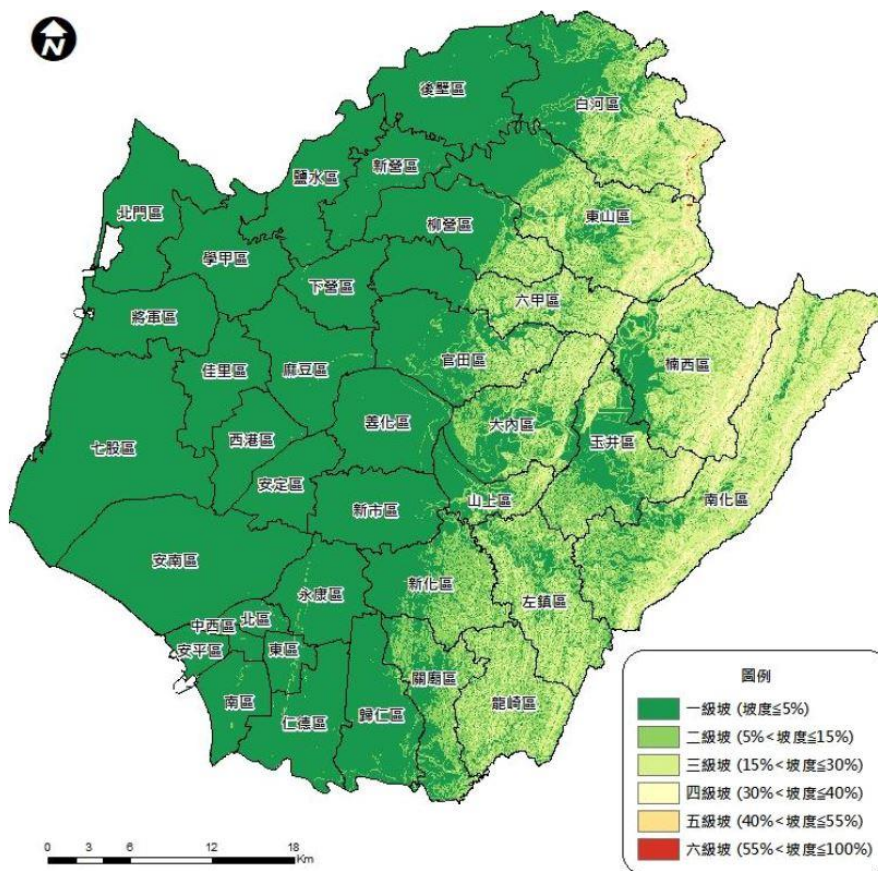 N
後壁區
白河區
新營區
鹽水區
北門區
東山區
柳營區
學甲區
下營區
六甲區
將軍區
官田區
楠西區
佳里區
麻豆區
善化區
大內區
七股區
西港區
玉井區
安定區
山上區
南化區
新市區
安南區
永康區
新化區
左鎮區
北區
中西區
安平區
東區
關廟區
南區
仁德區
歸仁區
龍崎區
圖例
一級坡 (坡度≦5%)
二級坡 (5%<坡度≦15%)
三級坡 (15%<坡度≦30%)
四級坡 (30%<坡度≦40%)
五級坡 (40%<坡度≦55%)
六級坡 (55%<坡度≦100%)
0 3 6 12 18
Km